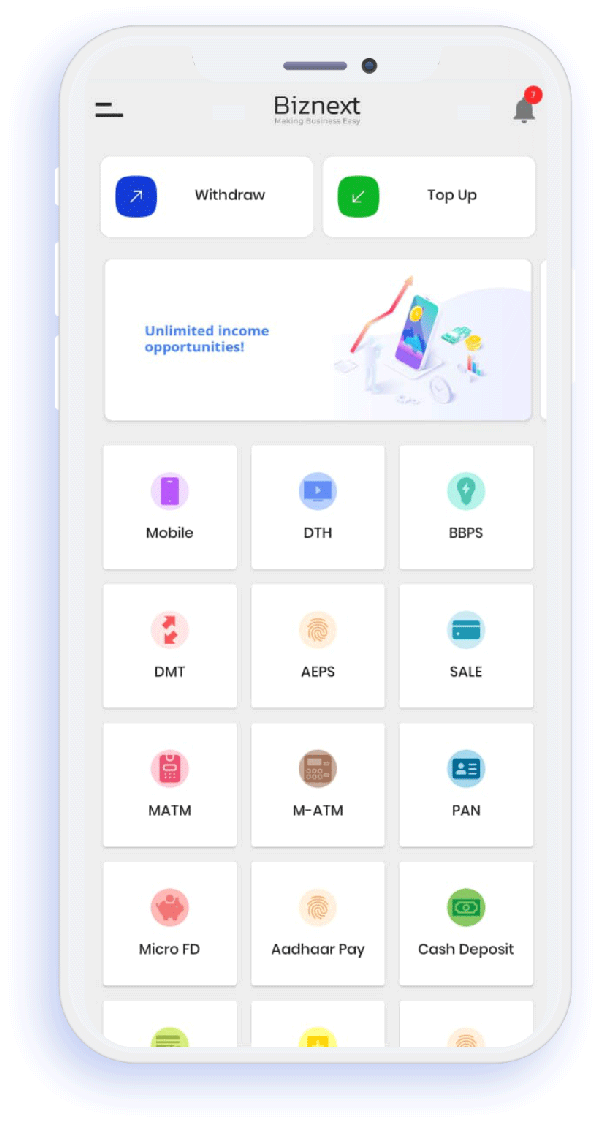 Biznext
Making Business Easy
Withdraw
Top Up
Unlimited income
opportunities!
Mobile
DTH
BBPS
DMT
AEPS
SALE
MATM
M-ATM
PAN
Micro FD
Aadhaar Pay
Cash Deposit